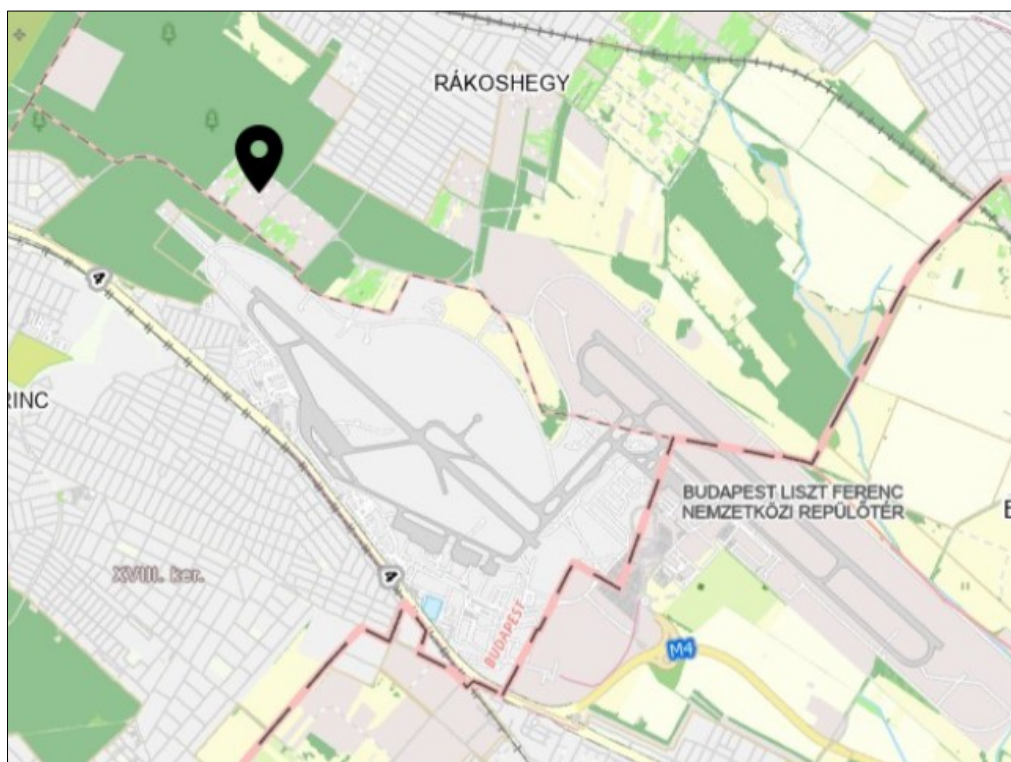 RÁKOSHEGY
4
RINC
BUDAPEST LISZT FERENC
NEMZETKÖZI REPÜLŐTÉR
XVIII. ker.
4
BUDAPEST
M4